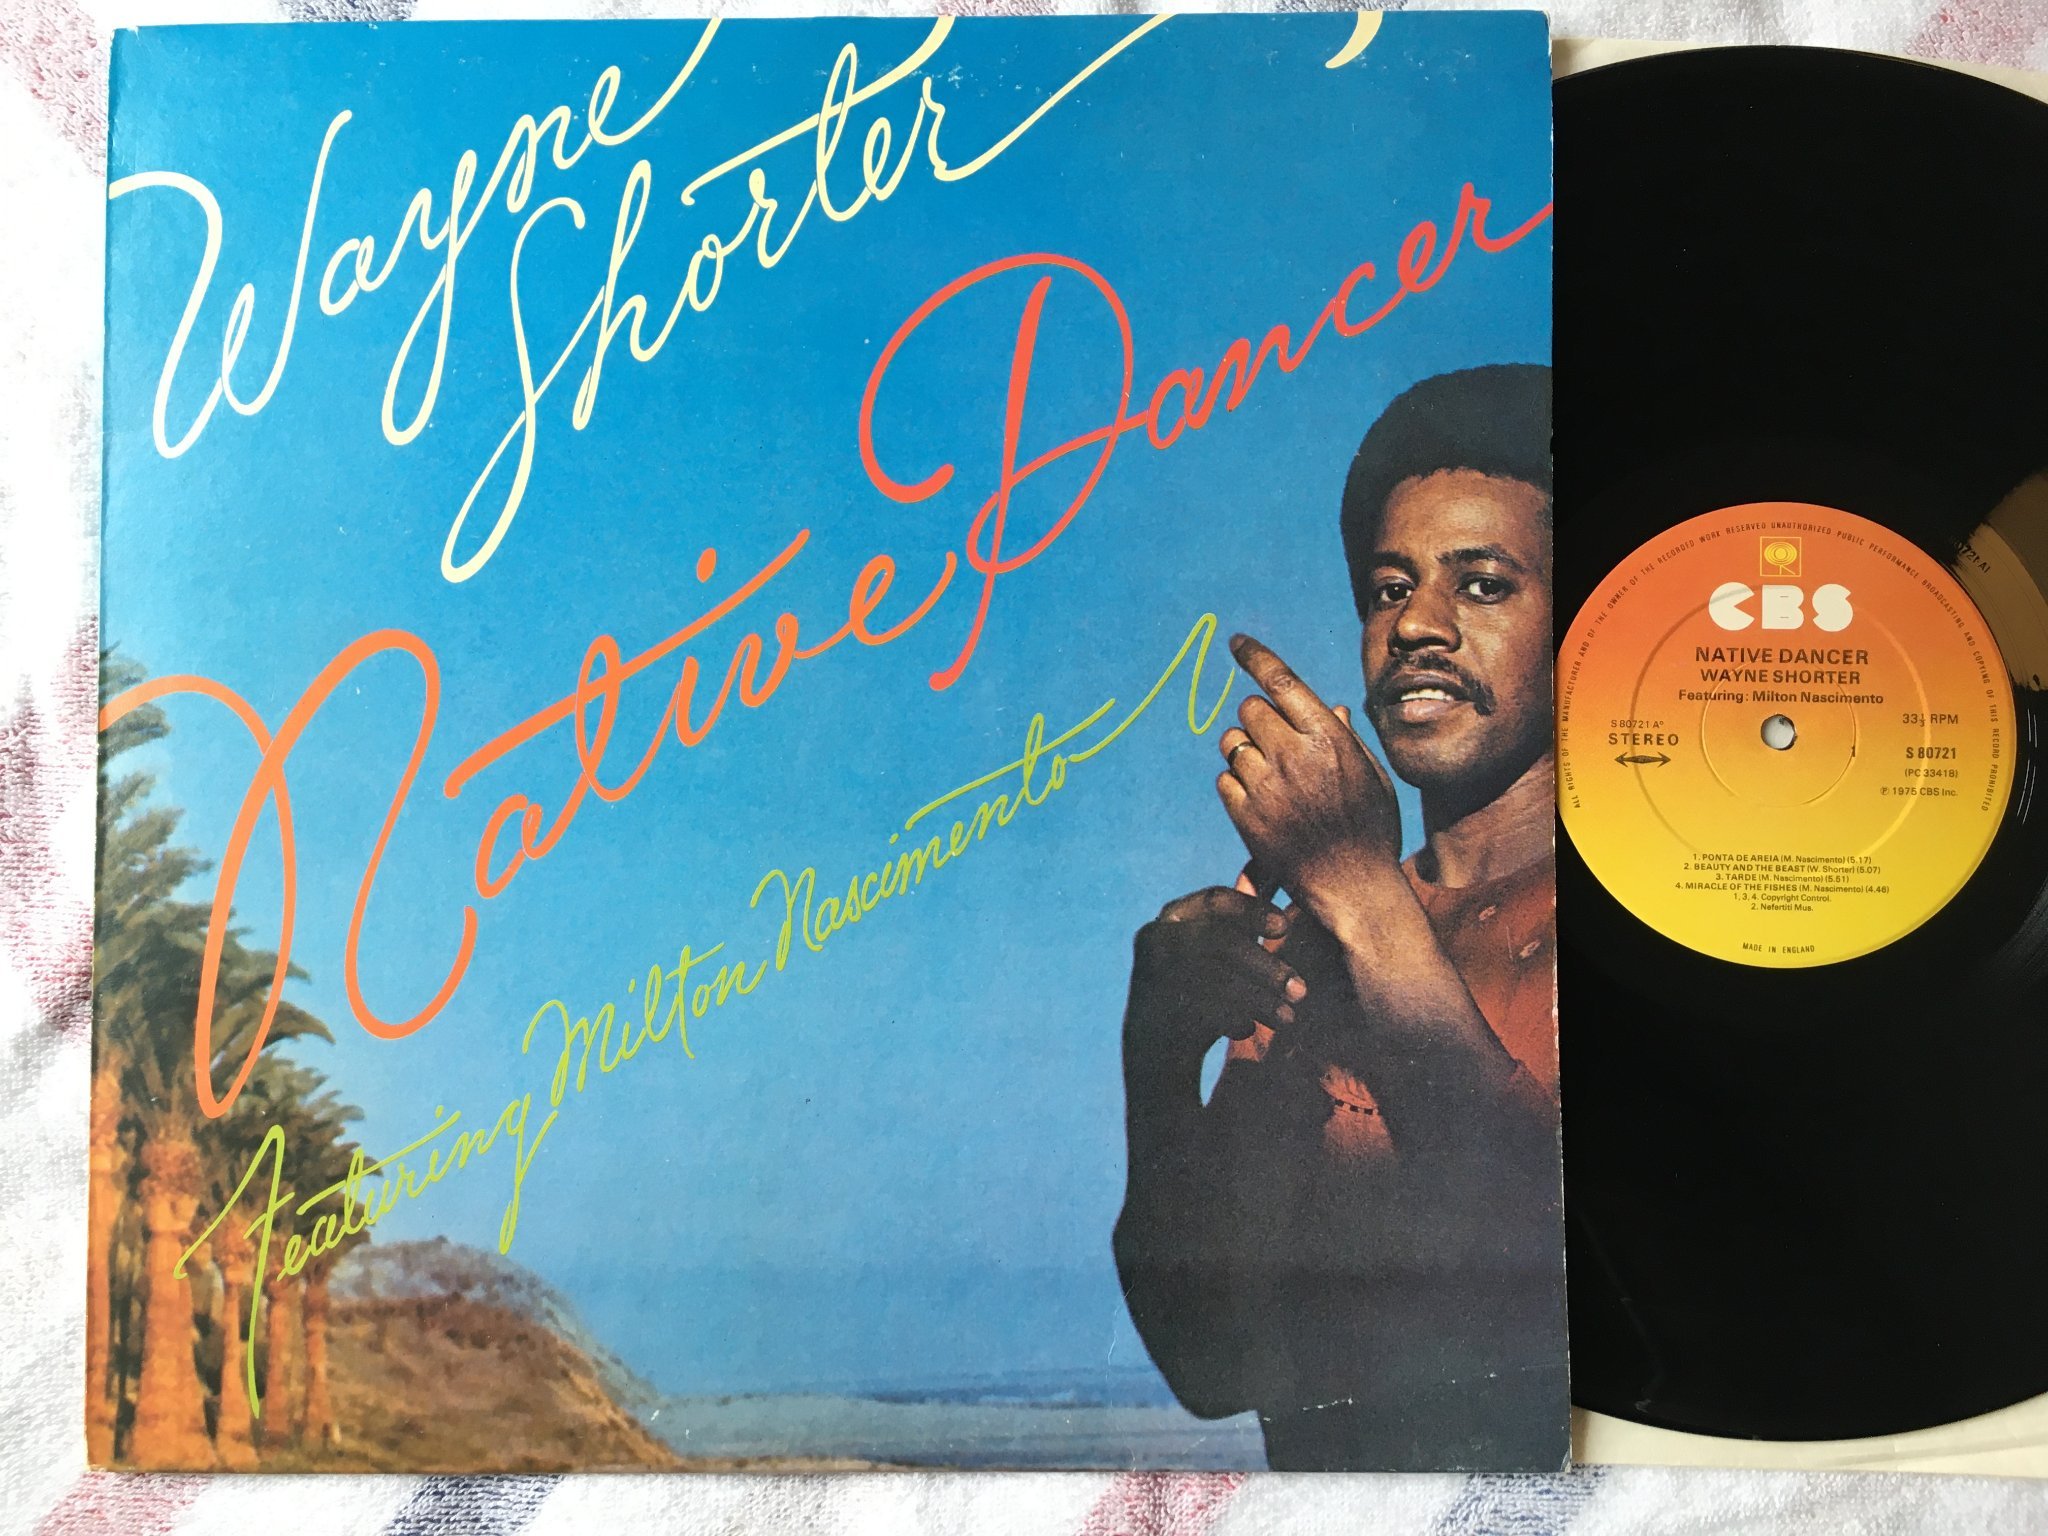 Wayne
Shorter
Native Dancer
Featuring Milton Nascimento
ALL RIGHTS OF THE MANUFACTURER AND OF THE OWNER OF THE RECORDED WORK RESERVED UNAUTHORIZED PUBLIC PERFORMANCE BROADCASTING AND COPYING OF THIS RECORD PROHIBITED
CBS
NATIVE DANCER
WAYNE SHORTER
Featuring: Milton Nascimento
S 80721 A°
STEREO
33⅓ RPM
1
S 80721
(PC 33418)
℗ 1975 CBS Inc.
1. PONTA DE AREIA (M. Nascimento) (5.17)
2. BEAUTY AND THE BEAST (W. Shorter) (5.07)
3. TARDE (M. Nascimento) (5.51)
4. MIRACLE OF THE FISHES (M. Nascimento) (4.46)
1, 3, 4. Copyright Control.
2. Nefertiti Mus.
MADE IN ENGLAND